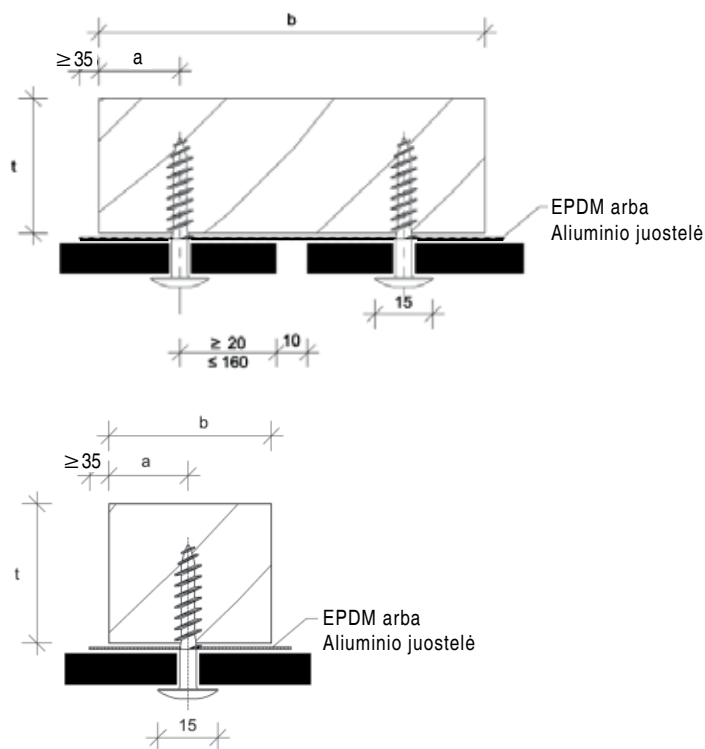 b
≥ 35
a
t
EPDM arba
Aliuminio juostelė
15
≥ 20
10
≤ 160
b
≥ 35
a
t
EPDM arba
Aliuminio juostelė
15